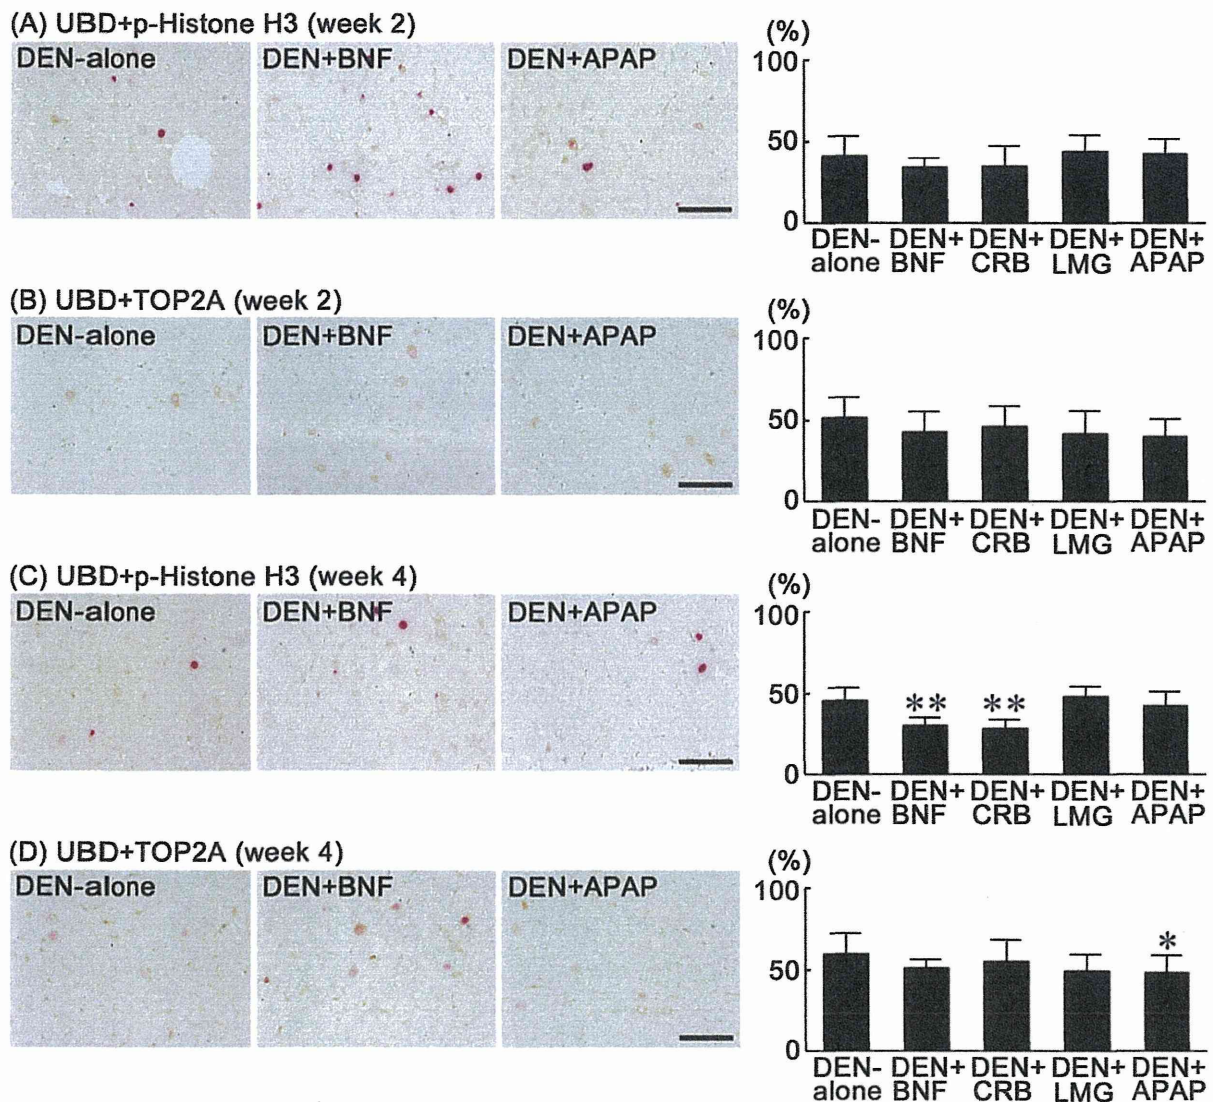 (A) UBD+p-Histone H3 (week 2)
DEN-alone
DEN+BNF
DEN+APAP
(%)
100
50
0
DEN-alone
DEN+BNF
DEN+CRB
DEN+LMG
DEN+APAP
(B) UBD+TOP2A (week 2)
DEN-alone
DEN+BNF
DEN+APAP
(%)
100
50
0
DEN-alone
DEN+BNF
DEN+CRB
DEN+LMG
DEN+APAP
(C) UBD+p-Histone H3 (week 4)
DEN-alone
DEN+BNF
DEN+APAP
(%)
100
50
0
**
**
DEN-alone
DEN+BNF
DEN+CRB
DEN+LMG
DEN+APAP
(D) UBD+TOP2A (week 4)
DEN-alone
DEN+BNF
DEN+APAP
(%)
100
50
0
*
DEN-alone
DEN+BNF
DEN+CRB
DEN+LMG
DEN+APAP